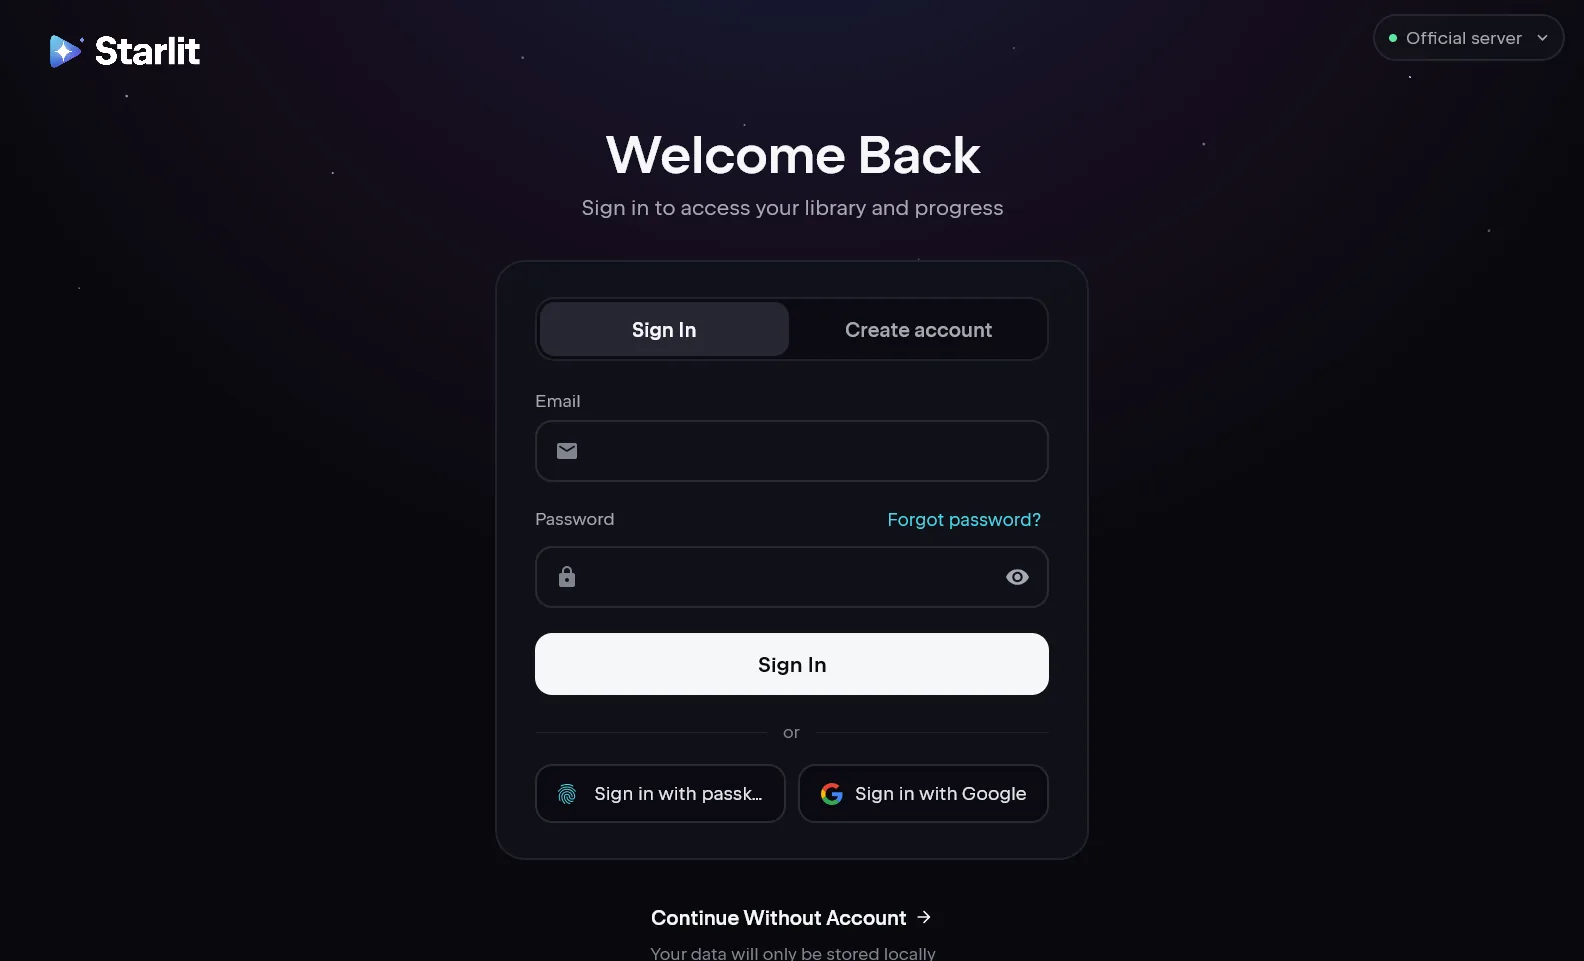 Starlit
Official server
Welcome Back
Sign in to access your library and progress
Sign In
Create account
Email
Password
Forgot password?
Sign In
or
Sign in with passk...
Sign in with Google
Continue Without Account →
Your data will only be stored locally